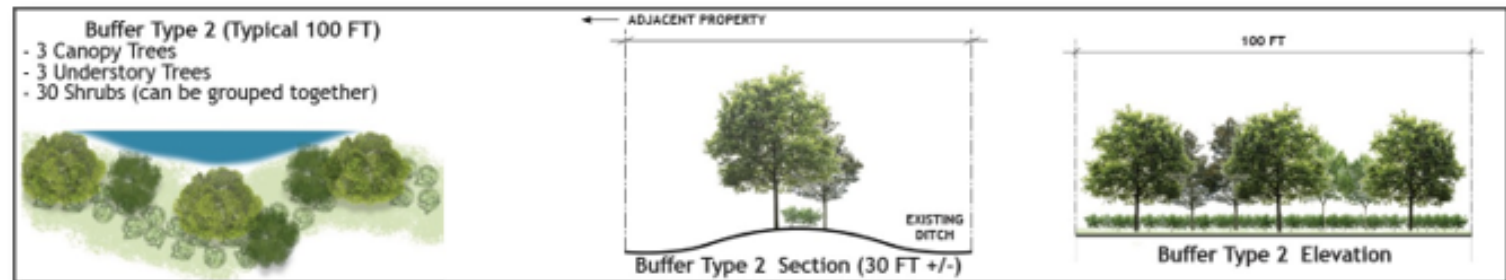 Buffer Type 2 (Typical 100 FT)
- 3 Canopy Trees
- 3 Understory Trees
- 30 Shrubs (can be grouped together)
ADJACENT PROPERTY
EXISTING
DITCH
Buffer Type 2 Section (30 FT +/-)
100 FT
Buffer Type 2 Elevation